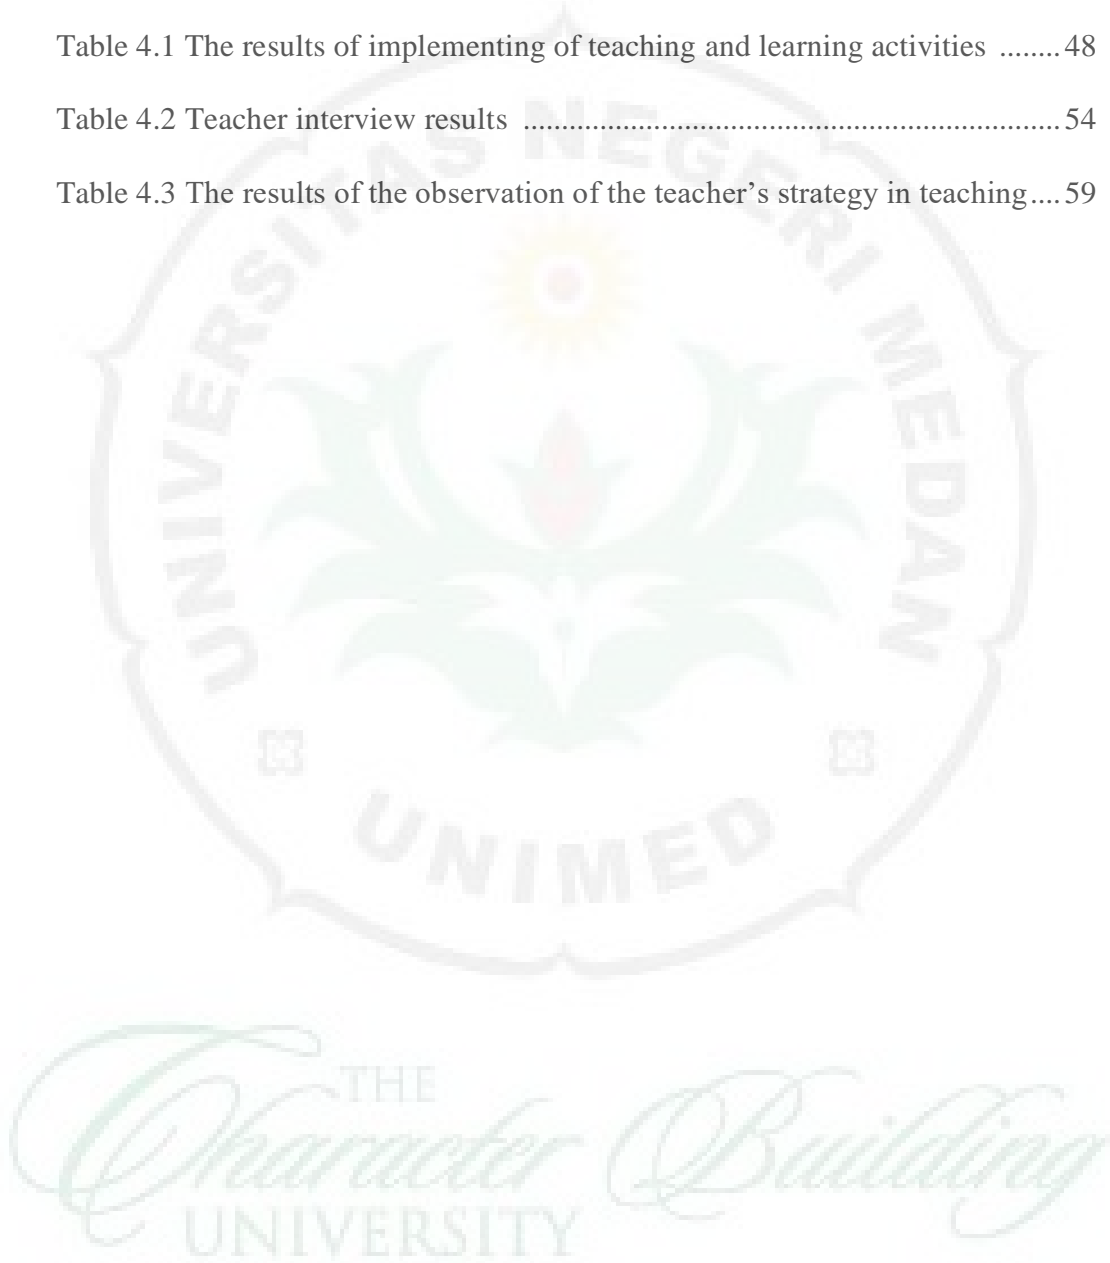 Table 4.1 The results of implementing of teaching and learning activities ........ 48
Table 4.2 Teacher interview results ...................................................................... 54
Table 4.3 The results of the observation of the teacher’s strategy in teaching .... 59
UNIVERSITAS NEGERI MEDAN
UNIMED
THE
Character Building
UNIVERSITY